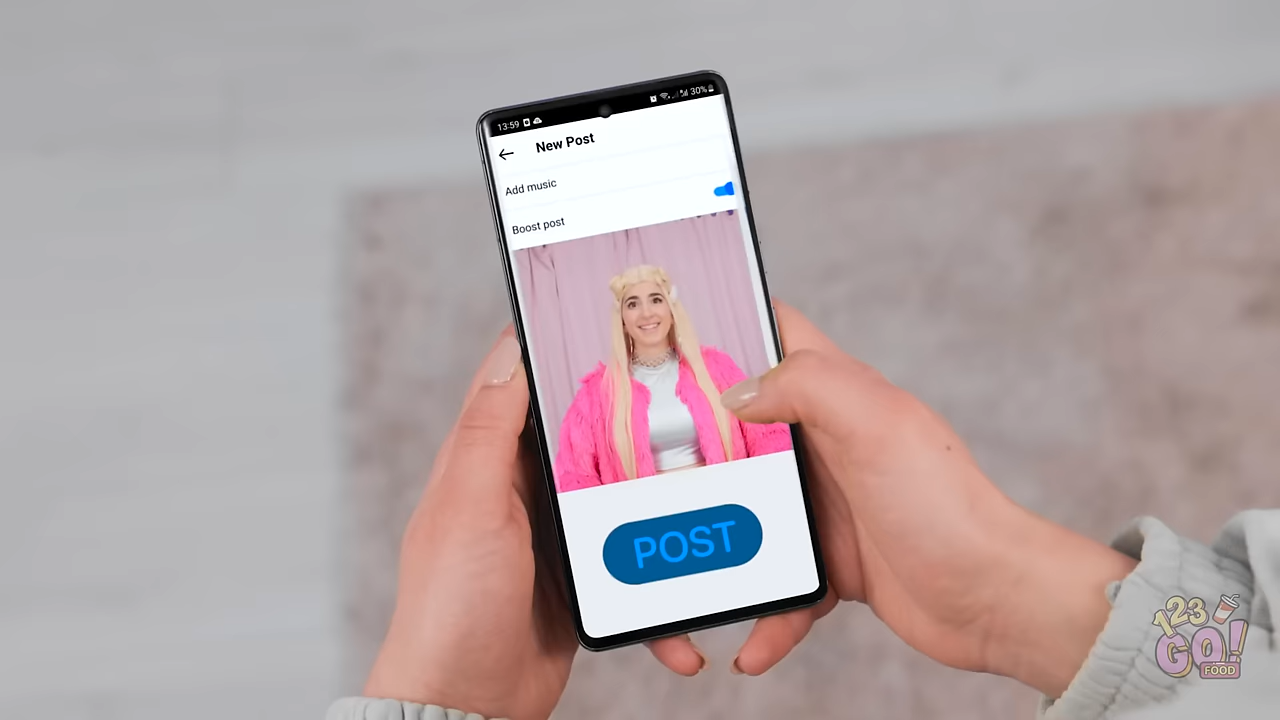 13:59
30%
New Post
Add music
Boost post
POST
123
GO!
FOOD